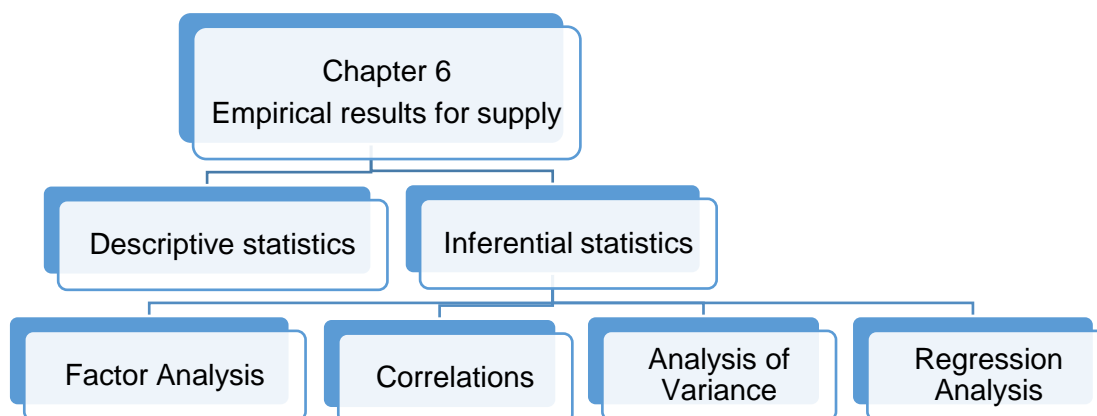 Chapter 6
Empirical results for supply
Descriptive statistics
Inferential statistics
Factor Analysis
Correlations
Analysis of
Variance
Regression
Analysis